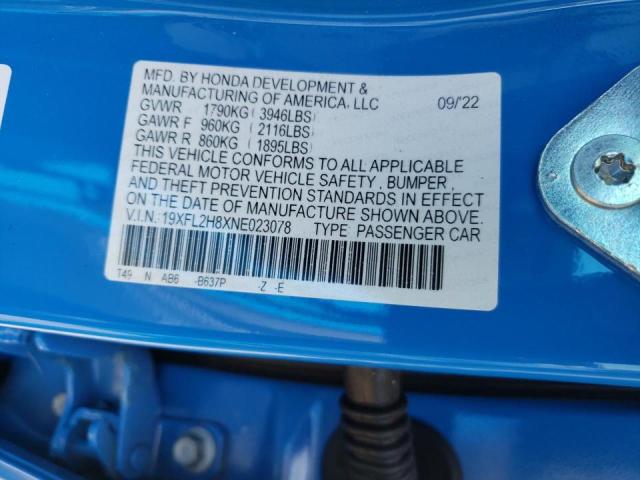 MFD. BY HONDA DEVELOPMENT &
MANUFACTURING OF AMERICA, LLC 09/'22
GVWR 1790KG ( 3946LBS)
GAWR F 960KG ( 2116LBS)
GAWR R 860KG ( 1895LBS)
THIS VEHICLE CONFORMS TO ALL APPLICABLE
FEDERAL MOTOR VEHICLE SAFETY , BUMPER,
AND THEFT PREVENTION STANDARDS IN EFFECT
ON THE DATE OF MANUFACTURE SHOWN ABOVE.
V.I.N.: 19XFL2H8XNE023078 TYPE PASSENGER CAR
T49 N AB6 -B637P -Z -E